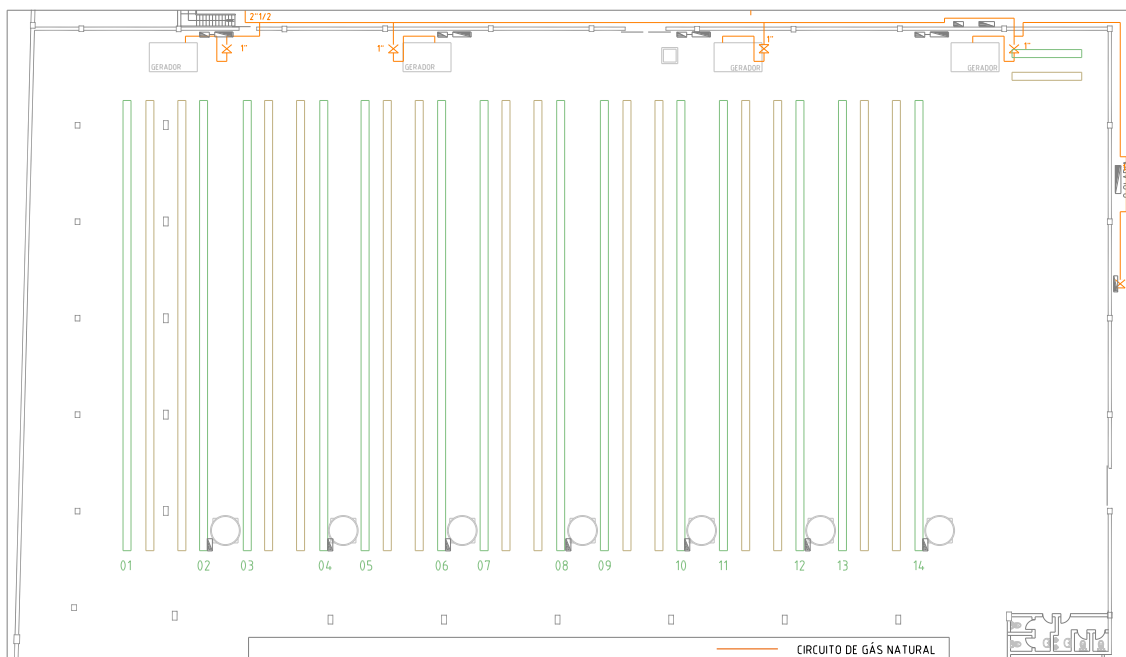 2"1/2
1" 1" 1" 1"
GERADOR GERADOR GERADOR GERADOR
01 02 03 04 05 06 07 08 09 10 11 12 13 14
CIRCUITO DE GÁS NATURAL